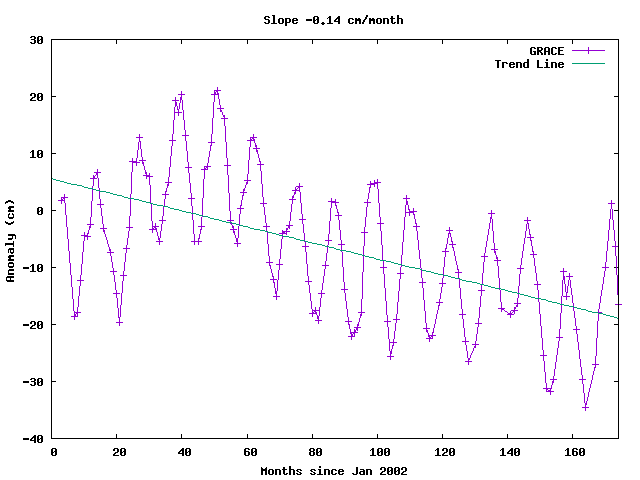 Slope -0.14 cm/month
30
20
10
0
-10
-20
-30
-40
Anomaly (cm)
GRACE
Trend Line
0 20 40 60 80 100 120 140 160
Months since Jan 2002